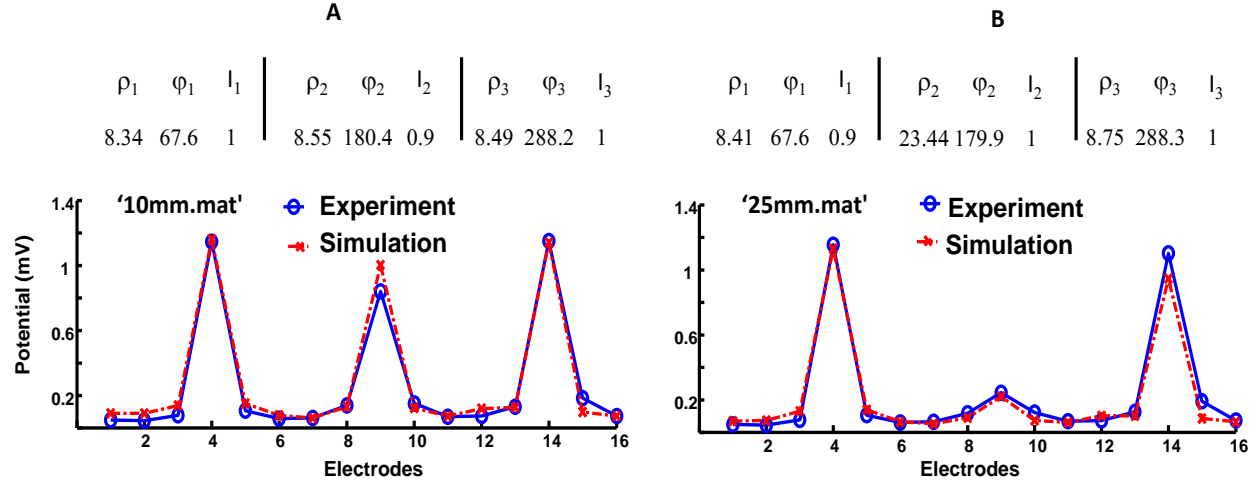 A
ρ1 φ1 I1 ρ2 φ2 I2 ρ3 φ3 I3
8.34 67.6 1 8.55 180.4 0.9 8.49 288.2 1
‘10mm.mat'
Experiment
Simulation
1.4
1
0.6
0.2
Potential (mV)
2 4 6 8 10 12 14 16
Electrodes
B
ρ1 φ1 I1 ρ2 φ2 I2 ρ3 φ3 I3
8.41 67.6 0.9 23.44 179.9 1 8.75 288.3 1
‘25mm.mat'
Experiment
Simulation
1.4
1
0.6
0.2
2 4 6 8 10 12 14 16
Electrodes